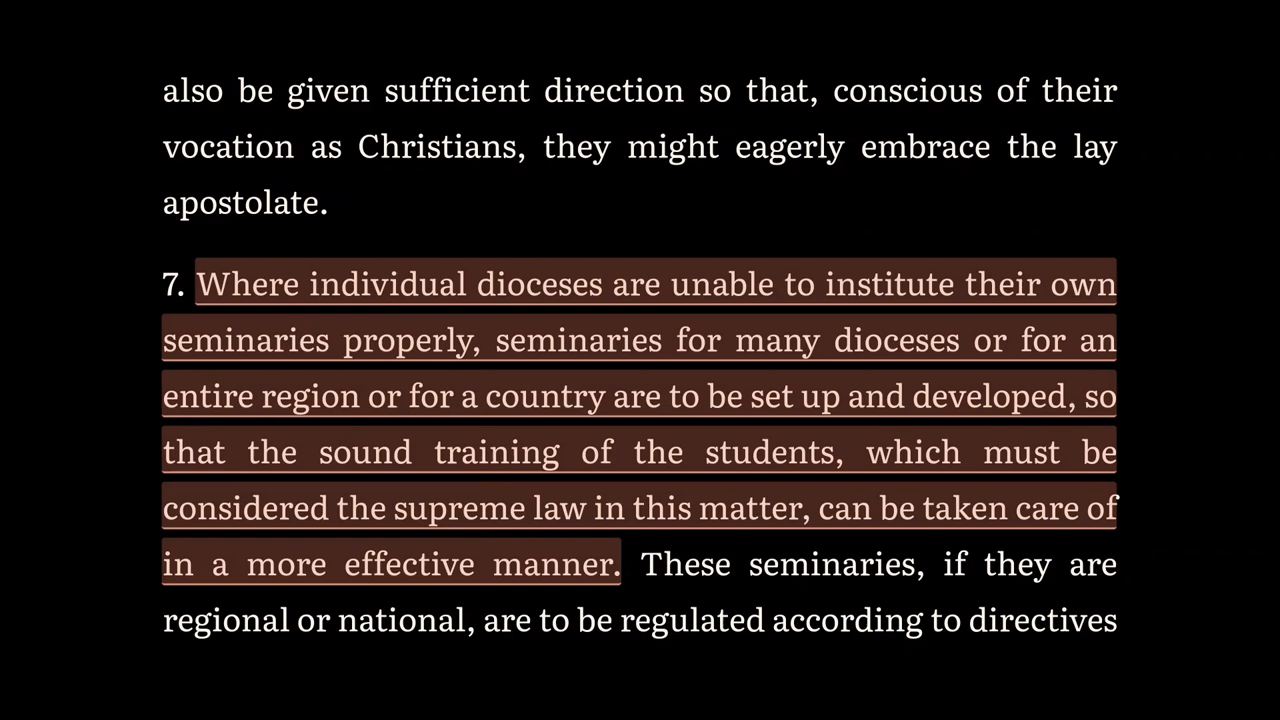 also be given sufficient direction so that, conscious of their
vocation as Christians, they might eagerly embrace the lay
apostolate.
7. Where individual dioceses are unable to institute their own
seminaries properly, seminaries for many dioceses or for an
entire region or for a country are to be set up and developed, so
that the sound training of the students, which must be
considered the supreme law in this matter, can be taken care of
in a more effective manner. These seminaries, if they are
regional or national, are to be regulated according to directives